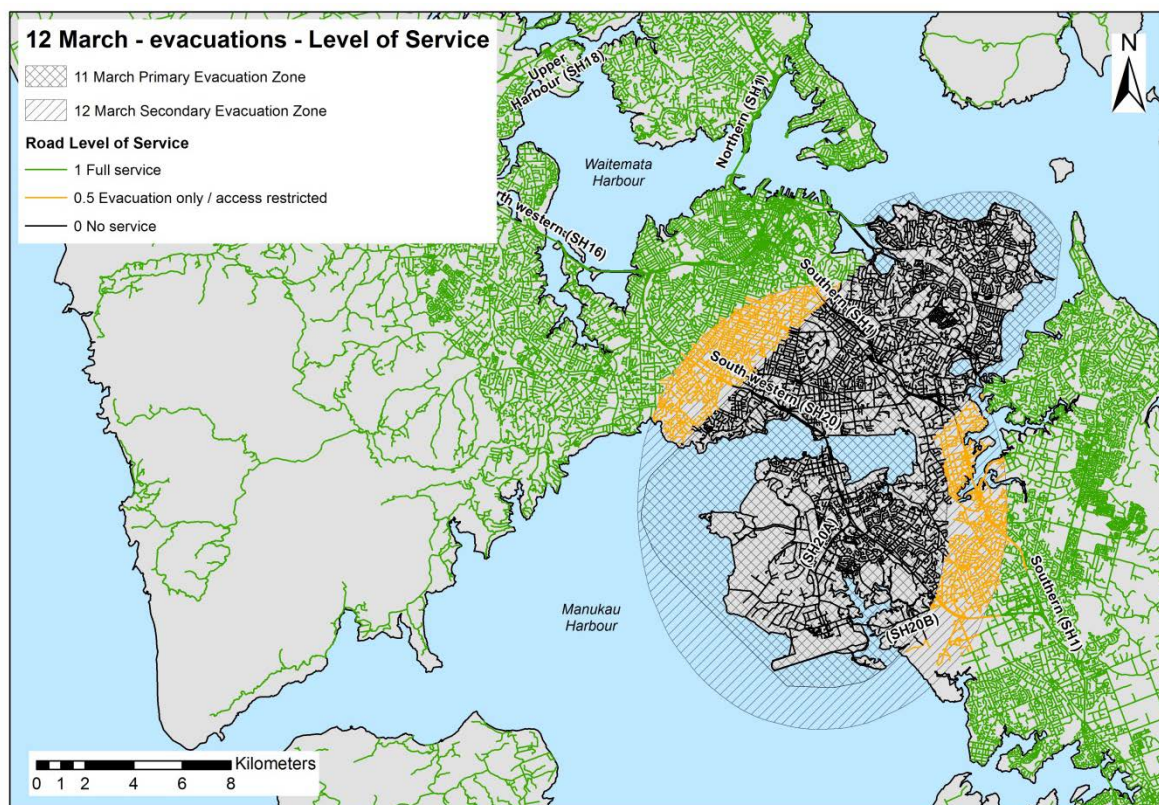 12 March - evacuations - Level of Service
11 March Primary Evacuation Zone
12 March Secondary Evacuation Zone
Road Level of Service
1 Full service
0.5 Evacuation only / access restricted
0 No service
N
Upper
Harbour (SH18)
Northern (SH1)
Waitemata
Harbour
rth western (SH16)
Southern (SH1)
South western (SH20)
(SH20A)
(SH20B)
Southern (SH1)
Manukau
Harbour
Kilometers
0 1 2 4 6 8